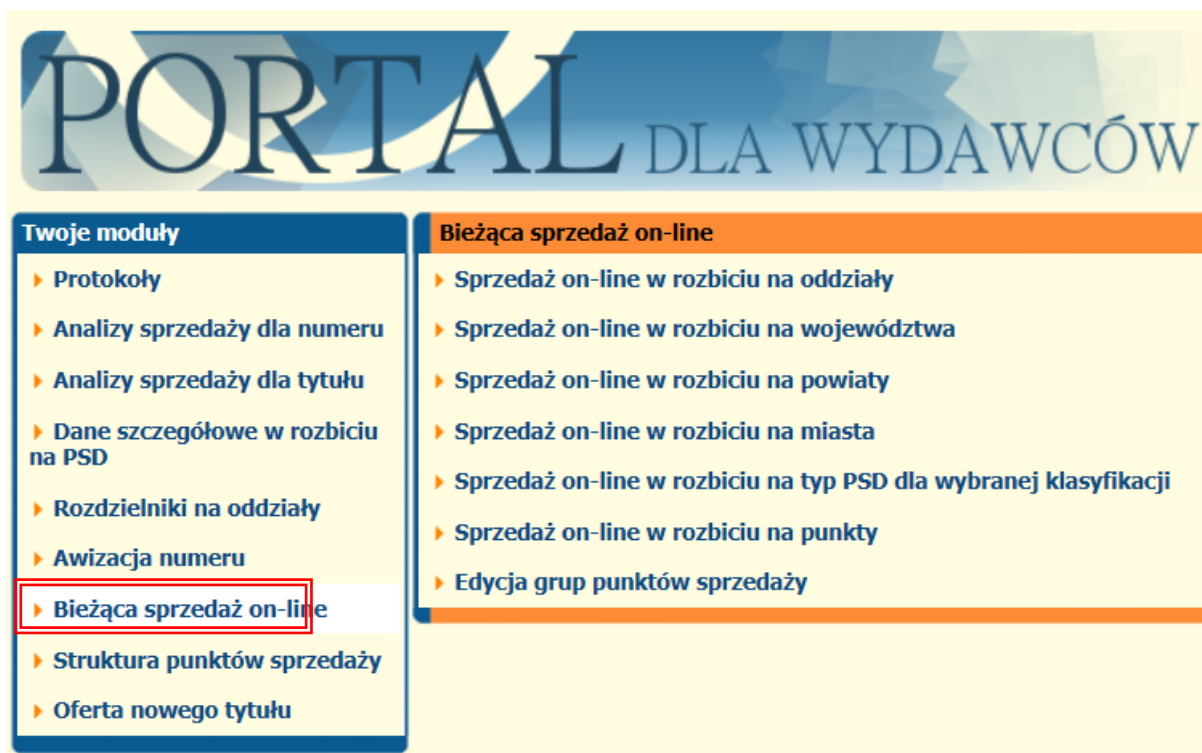 PORTAL DLA WYDAWCÓW
Twoje moduły
Protokoły
Analizy sprzedaży dla numeru
Analizy sprzedaży dla tytułu
Dane szczegółowe w rozbiciu
na PSD
Rozdzielniki na oddziały
Awizacja numeru
Bieżąca sprzedaż on-line
Struktura punktów sprzedaży
Oferta nowego tytułu
Bieżąca sprzedaż on-line
Sprzedaż on-line w rozbiciu na oddziały
Sprzedaż on-line w rozbiciu na województwa
Sprzedaż on-line w rozbiciu na powiaty
Sprzedaż on-line w rozbiciu na miasta
Sprzedaż on-line w rozbiciu na typ PSD dla wybranej klasyfikacji
Sprzedaż on-line w rozbiciu na punkty
Edycja grup punktów sprzedaży